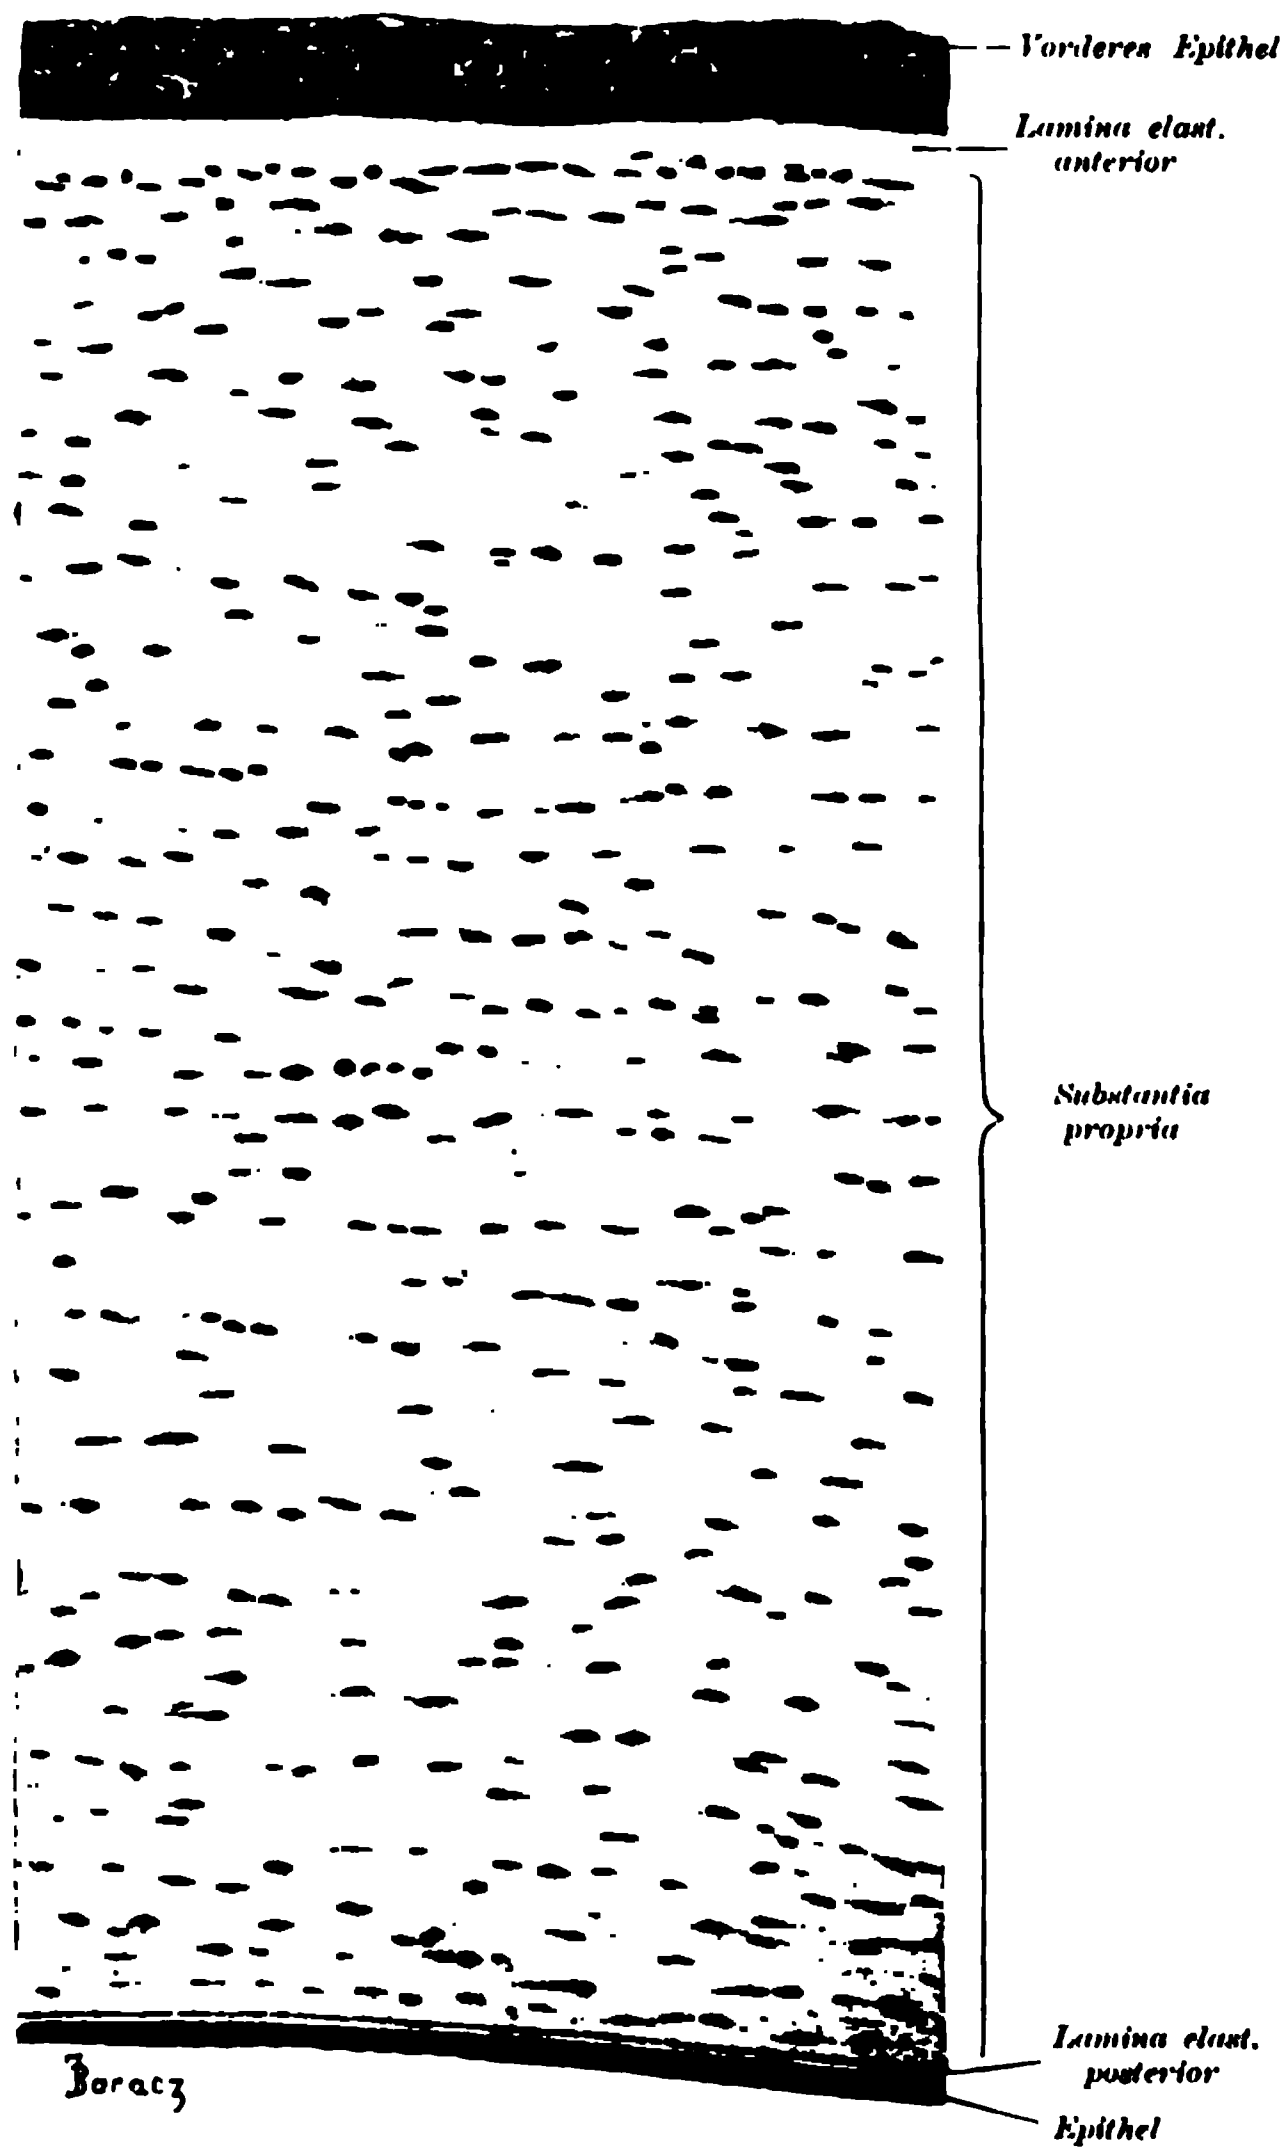 Vorderes Epithel
Lamina elast.
anterior
Substantia
propria
Lamina elast.
posterior
Epithel
Boracz